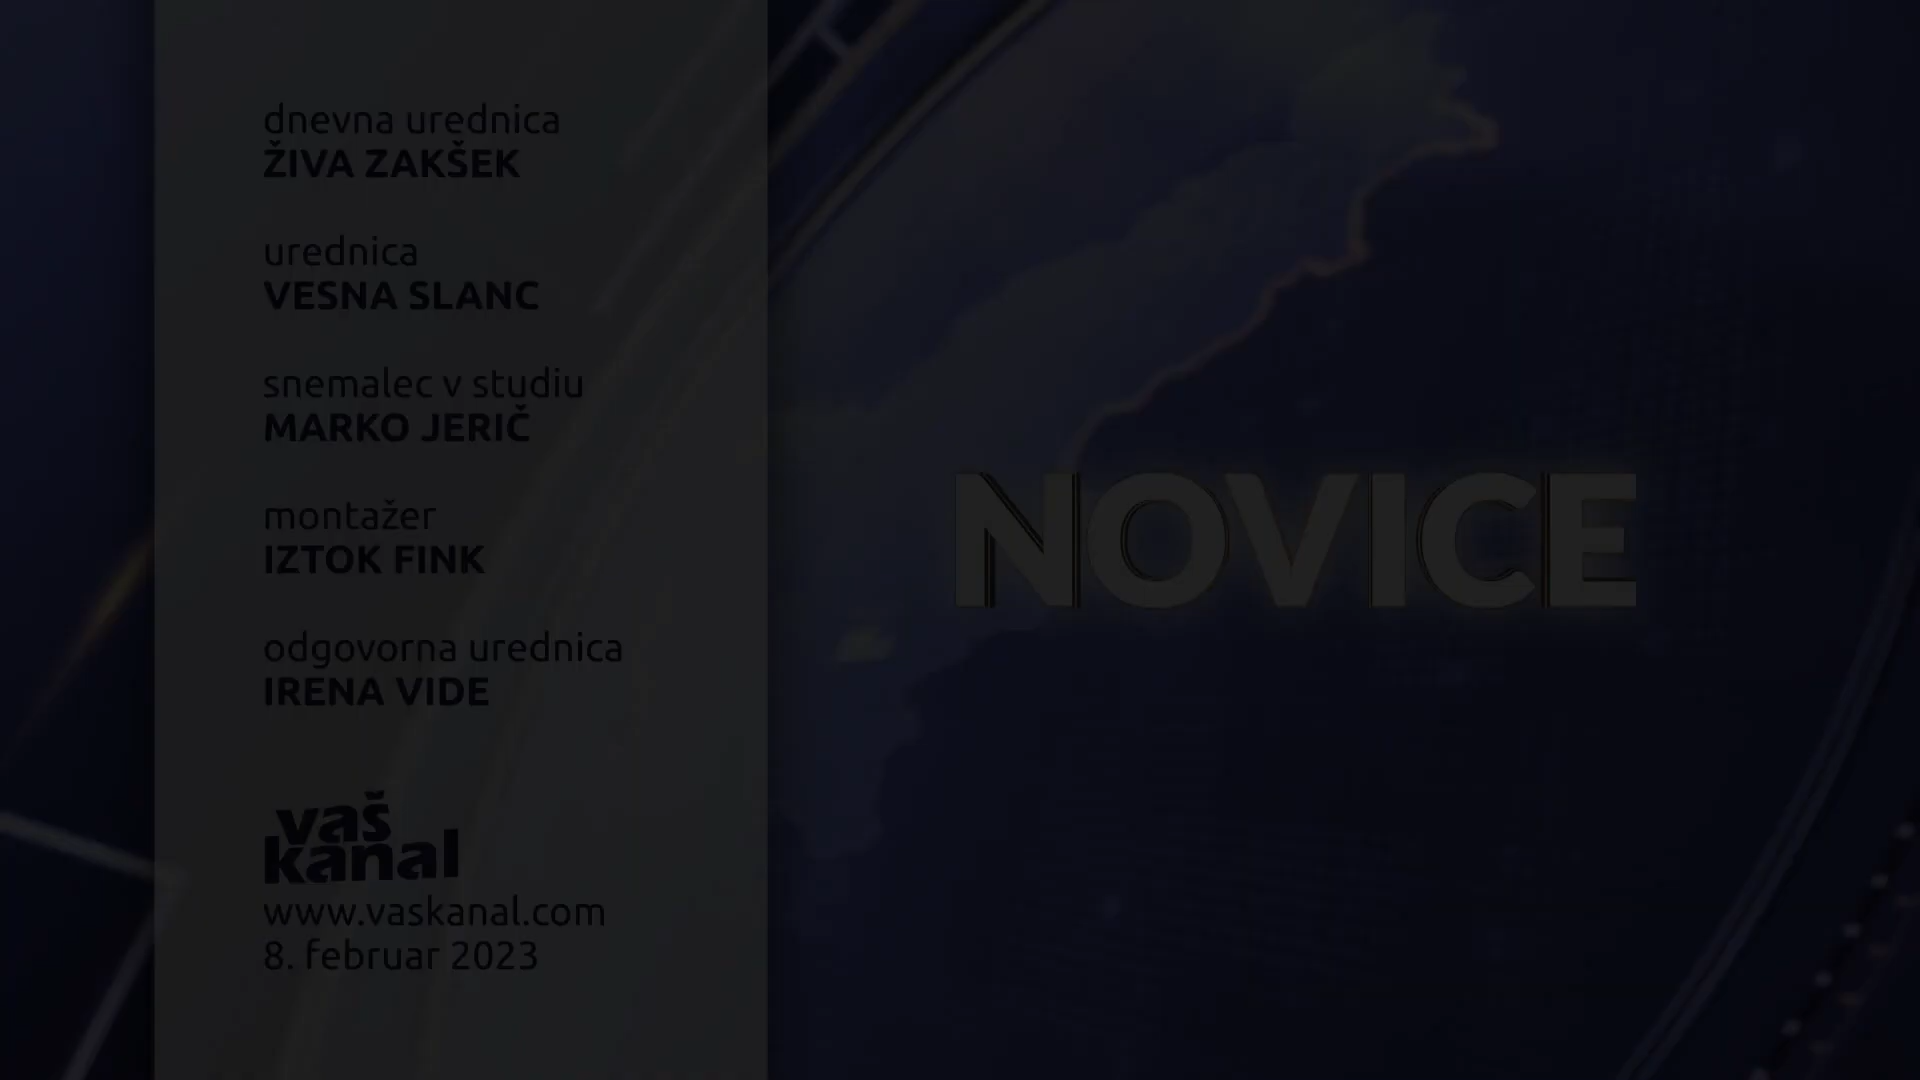 dnevna urednica
ŽIVA ZAKŠEK
urednica
VESNA SLANC
snemalec v studiu
MARKO JERIČ
montažer
IZTOK FINK
odgovorna urednica
IRENA VIDE
vaš
kanal
www.vaskanal.com
8. februar 2023
NOVICE